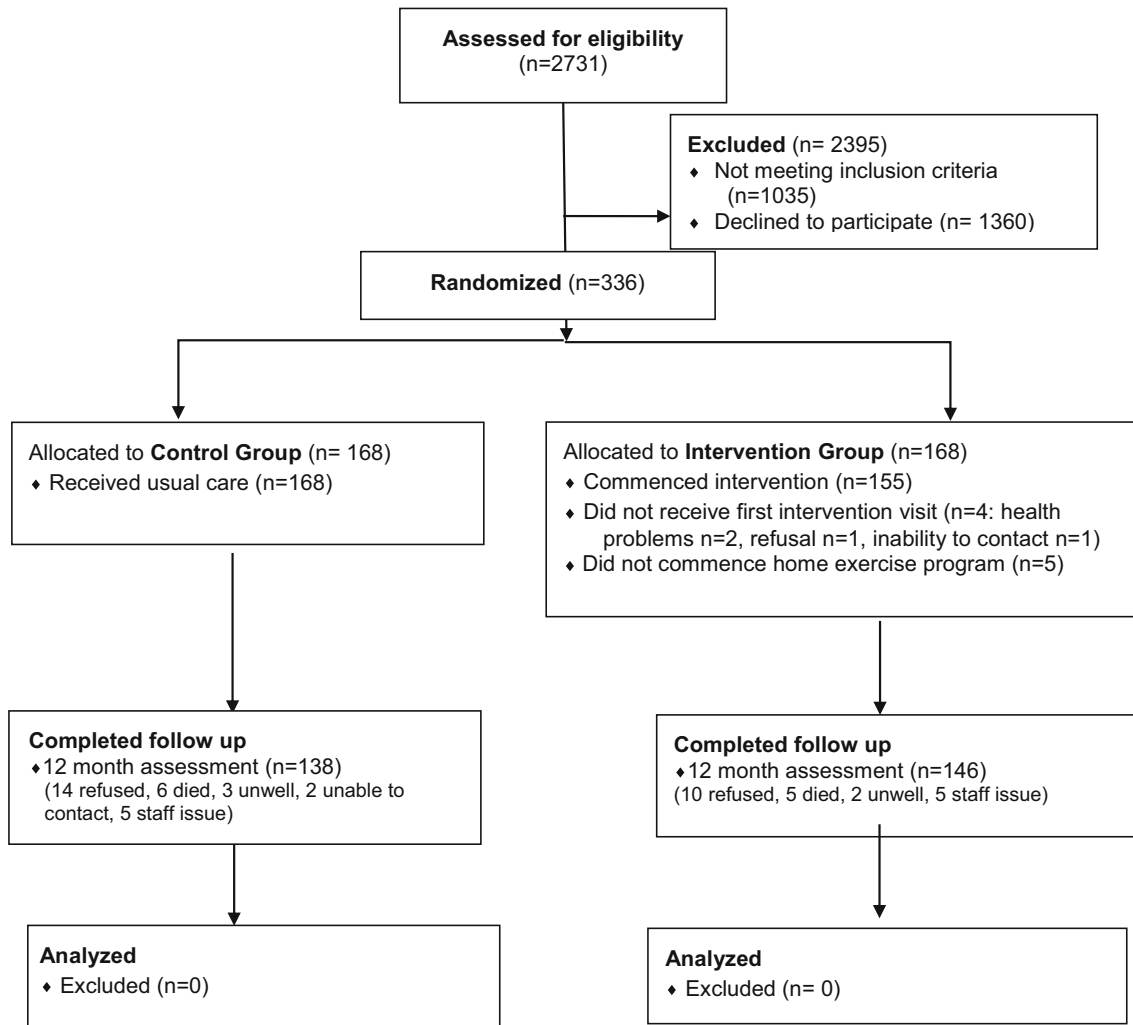 Assessed for eligibility
(n=2731)
Excluded (n= 2395)
♦ Not meeting inclusion criteria
(n=1035)
♦ Declined to participate (n= 1360)
Randomized (n=336)
Allocated to Control Group (n= 168)
♦ Received usual care (n=168)
Allocated to Intervention Group (n=168)
♦ Commenced intervention (n=155)
♦ Did not receive first intervention visit (n=4: health
problems n=2, refusal n=1, inability to contact n=1)
♦ Did not commence home exercise program (n=5)
Completed follow up
♦12 month assessment (n=138)
(14 refused, 6 died, 3 unwell, 2 unable to
contact, 5 staff issue)
Completed follow up
♦12 month assessment (n=146)
(10 refused, 5 died, 2 unwell, 5 staff issue)
Analyzed
♦ Excluded (n=0)
Analyzed
♦ Excluded (n= 0)